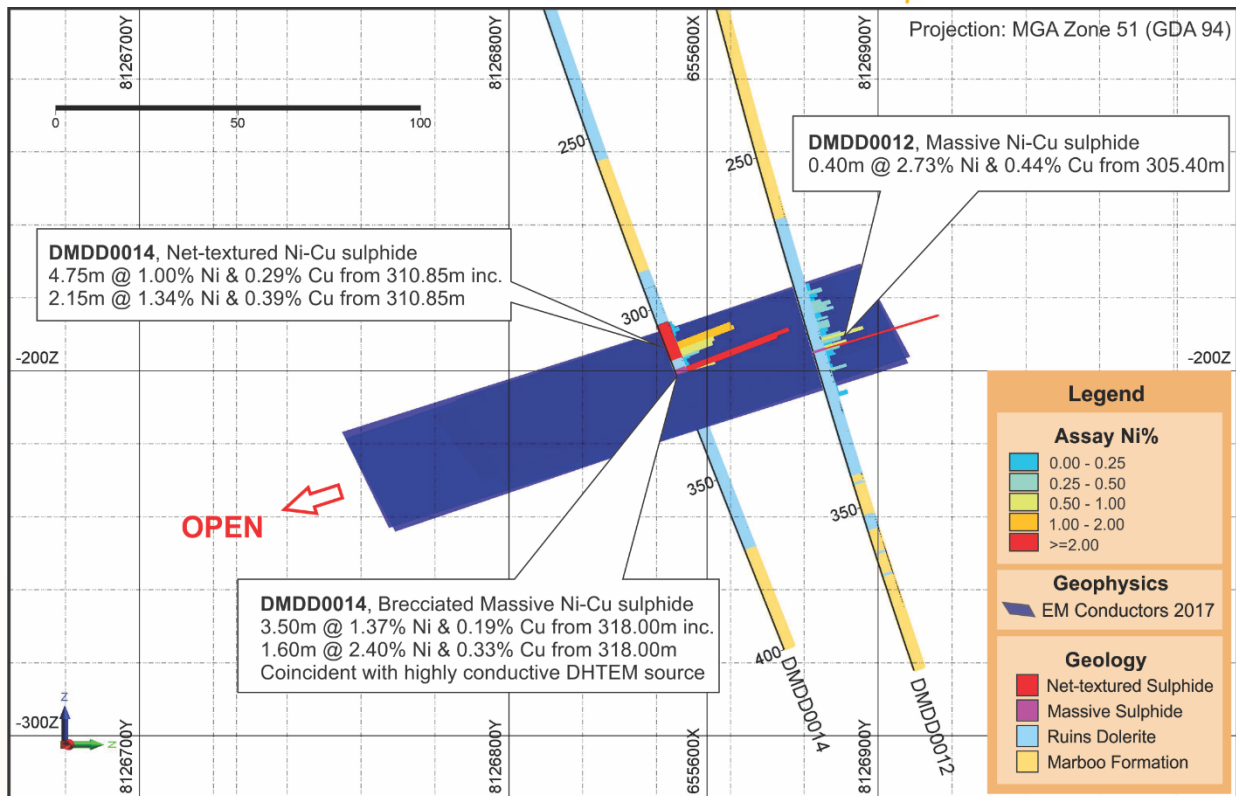 8126700Y
8126800Y
655600X
8126900Y
Projection: MGA Zone 51 (GDA 94)
0
50
100
250
250
DMDD0012, Massive Ni-Cu sulphide
0.40m @ 2.73% Ni & 0.44% Cu from 305.40m
DMDD0014, Net-textured Ni-Cu sulphide
4.75m @ 1.00% Ni & 0.29% Cu from 310.85m inc.
2.15m @ 1.34% Ni & 0.39% Cu from 310.85m
300
-200Z
-200Z
OPEN
350
350
DMDD0014, Brecciated Massive Ni-Cu sulphide
3.50m @ 1.37% Ni & 0.19% Cu from 318.00m inc.
1.60m @ 2.40% Ni & 0.33% Cu from 318.00m
Coincident with highly conductive DHTEM source
400
DMDD0014
DMDD0012
Legend
Assay Ni%
0.00 - 0.25
0.25 - 0.50
0.50 - 1.00
1.00 - 2.00
>=2.00
Geophysics
EM Conductors 2017
Geology
Net-textured Sulphide
Massive Sulphide
Ruins Dolerite
Marboo Formation
Z
N
-300Z
-300Z
8126700Y
8126800Y
655600X
8126900Y